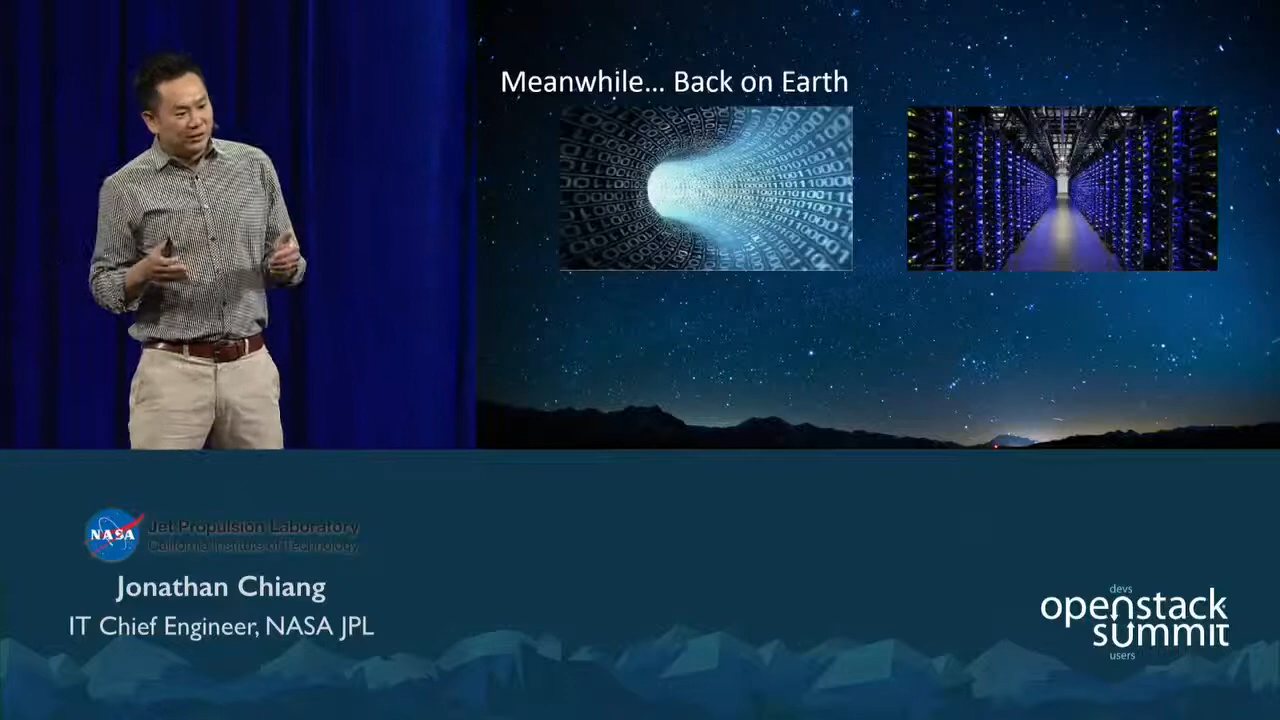 Meanwhile... Back on Earth
NASA
Jet Propulsion Laboratory
California Institute of Technology
Jonathan Chiang
IT Chief Engineer, NASA JPL
devs
openstack
summit
users